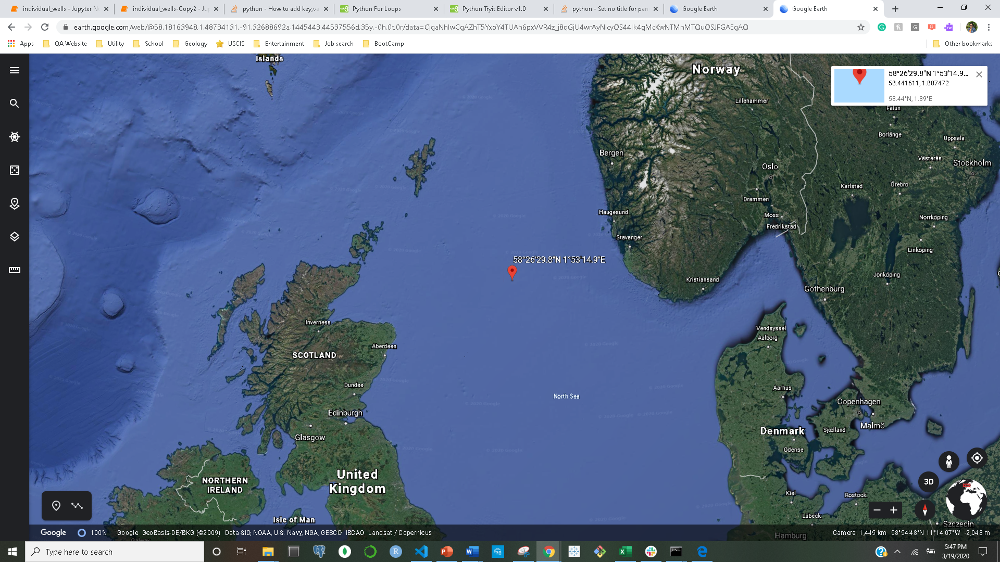 individual_wells - Jupyter N
individual_wells-Copy2 - Ju
python - How to add key,va
Python For Loops
Python Tryit Editor v1.0
python - Set no title for pan
Google Earth
Google Earth
earth.google.com/web/@58.18163948,1.48734131,-91.32688692a,1445443.44537556d,35y,-0h,0t,0r/data=CjgaNhIwCgAZhT5YxoY4TUAh6pxVVR4z_j8qGjU4wrAyNicyOS44Ik4gMcKwNTMnMTQuOSJFGAEgAQ
Apps
QA Website
Utility
School
Geology
USCIS
Entertainment
Job search
BootCamp
Other bookmarks
Islands
Norway
58°26'29.8"N 1°53'14.9...
58.441611, 1.887472
58.44°N, 1.89°E
Lillehammer
Falun
Borlänge
Uppsala
Bergen
Västerås
Stockholm
Oslo
Karlstad
Örebro
Drammen
Haugesund
Moss
Norrköping
Fredrikstad
Stavanger
Linköping
58°26'29.8"N 1°53'14.9"E
Jönköping
Kristiansand
Gothenburg
Inverness
Vendsyssel
Aalborg
Aberdeen
SCOTLAND
Dundee
Aarhus
North Sea
Copenhagen
Edinburgh
Malmö
Glasgow
Denmark
Sjælland
Odense
United
Kingdom
NORTHERN
IRELAND
3D
Kiel
Rostock
Lübeck
Isle of Man
Szczecin
Hamburg
Galway
Google
100%
Google GeoBasis-DE/BKG (©2009) Data SIO, NOAA, U.S. Navy, NGA, GEBCO IBCAO Landsat / Copernicus
Camera: 1,445 km 58°54'48"N 11°14'07"W -2,048 m
Type here to search
5:47 PM
3/19/2020